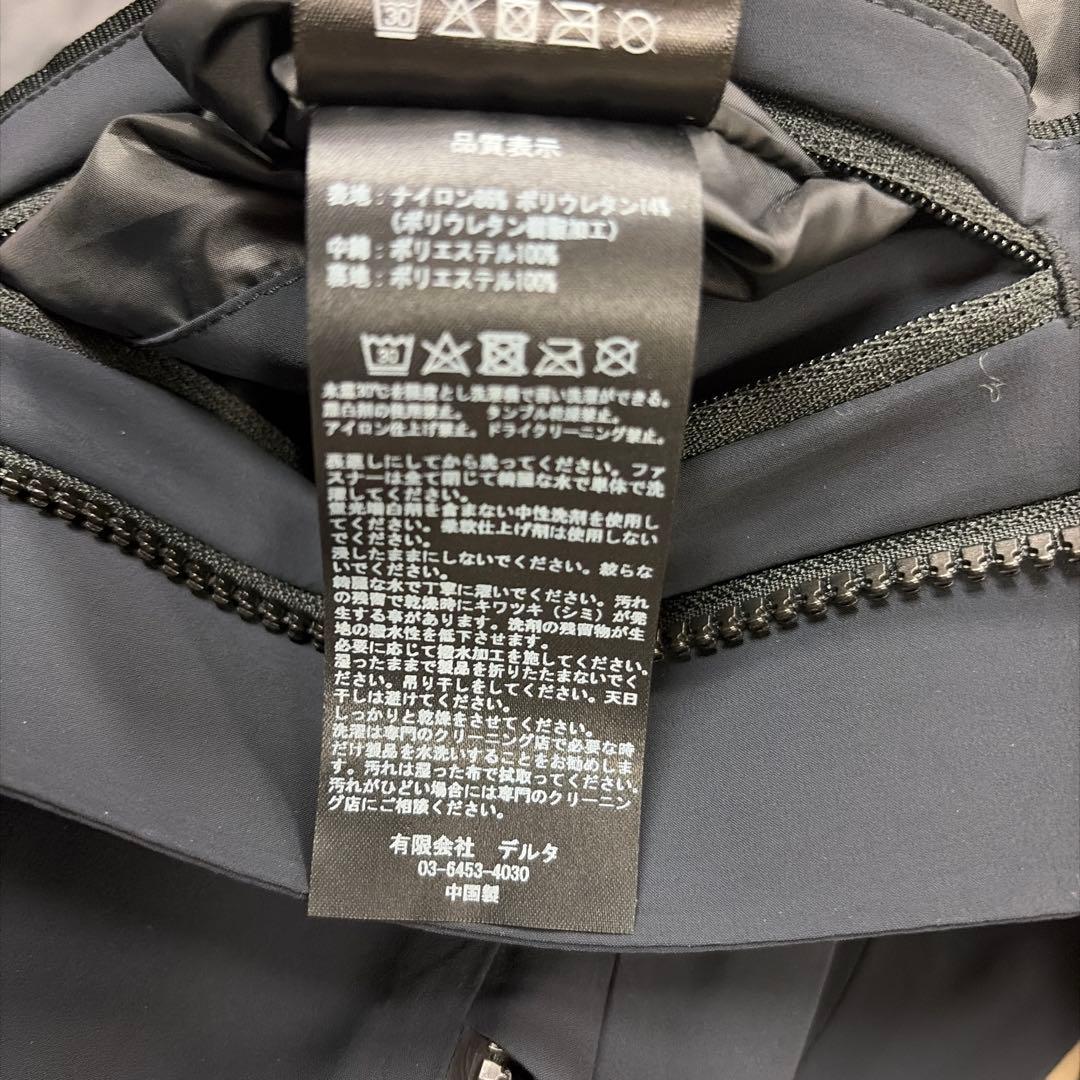 30
品質表示
表地：ナイロン86% ポリウレタン14%
(ポリウレタン樹脂加工)
中綿：ポリエステル100%
裏地：ポリエステル100%
30
水温30℃を限度とし洗濯機で弱い洗濯ができる。
漂白剤の使用禁止。 タンブル乾燥禁止。
アイロン仕上げ禁止。ドライクリーニング禁止。
裏返しにしてから洗ってください。ファ
スナーは全て閉じて綺麗な水で単体で洗
濯してください。
蛍光増白剤を含まない中性洗剤を使用し
てください。柔軟仕上げ剤は使用しない
でください。
浸したままにしないでください。絞らな
いでください。
綺麗な水で丁寧に濯いでください。汚れ
の残留で乾燥時にキワツキ（シミ）が発
生する事があります。洗剤の残留物が生
地の撥水性を低下させます。
必要に応じて撥水加工を施してください。
湿ったままで製品を折りたたまないでく
ださい。吊り干しをしてください。天日
干しは避けてください。
しっかりと乾燥をさせてください。
洗濯は専門のクリーニング店で必要な時
だけ製品を水洗いすることをお勧めしま
す。汚れは湿った布で拭取ってください。
汚れがひどい場合には専門のクリーニン
グ店にご相談ください。
有限会社 デルタ
03-6453-4030
中国製